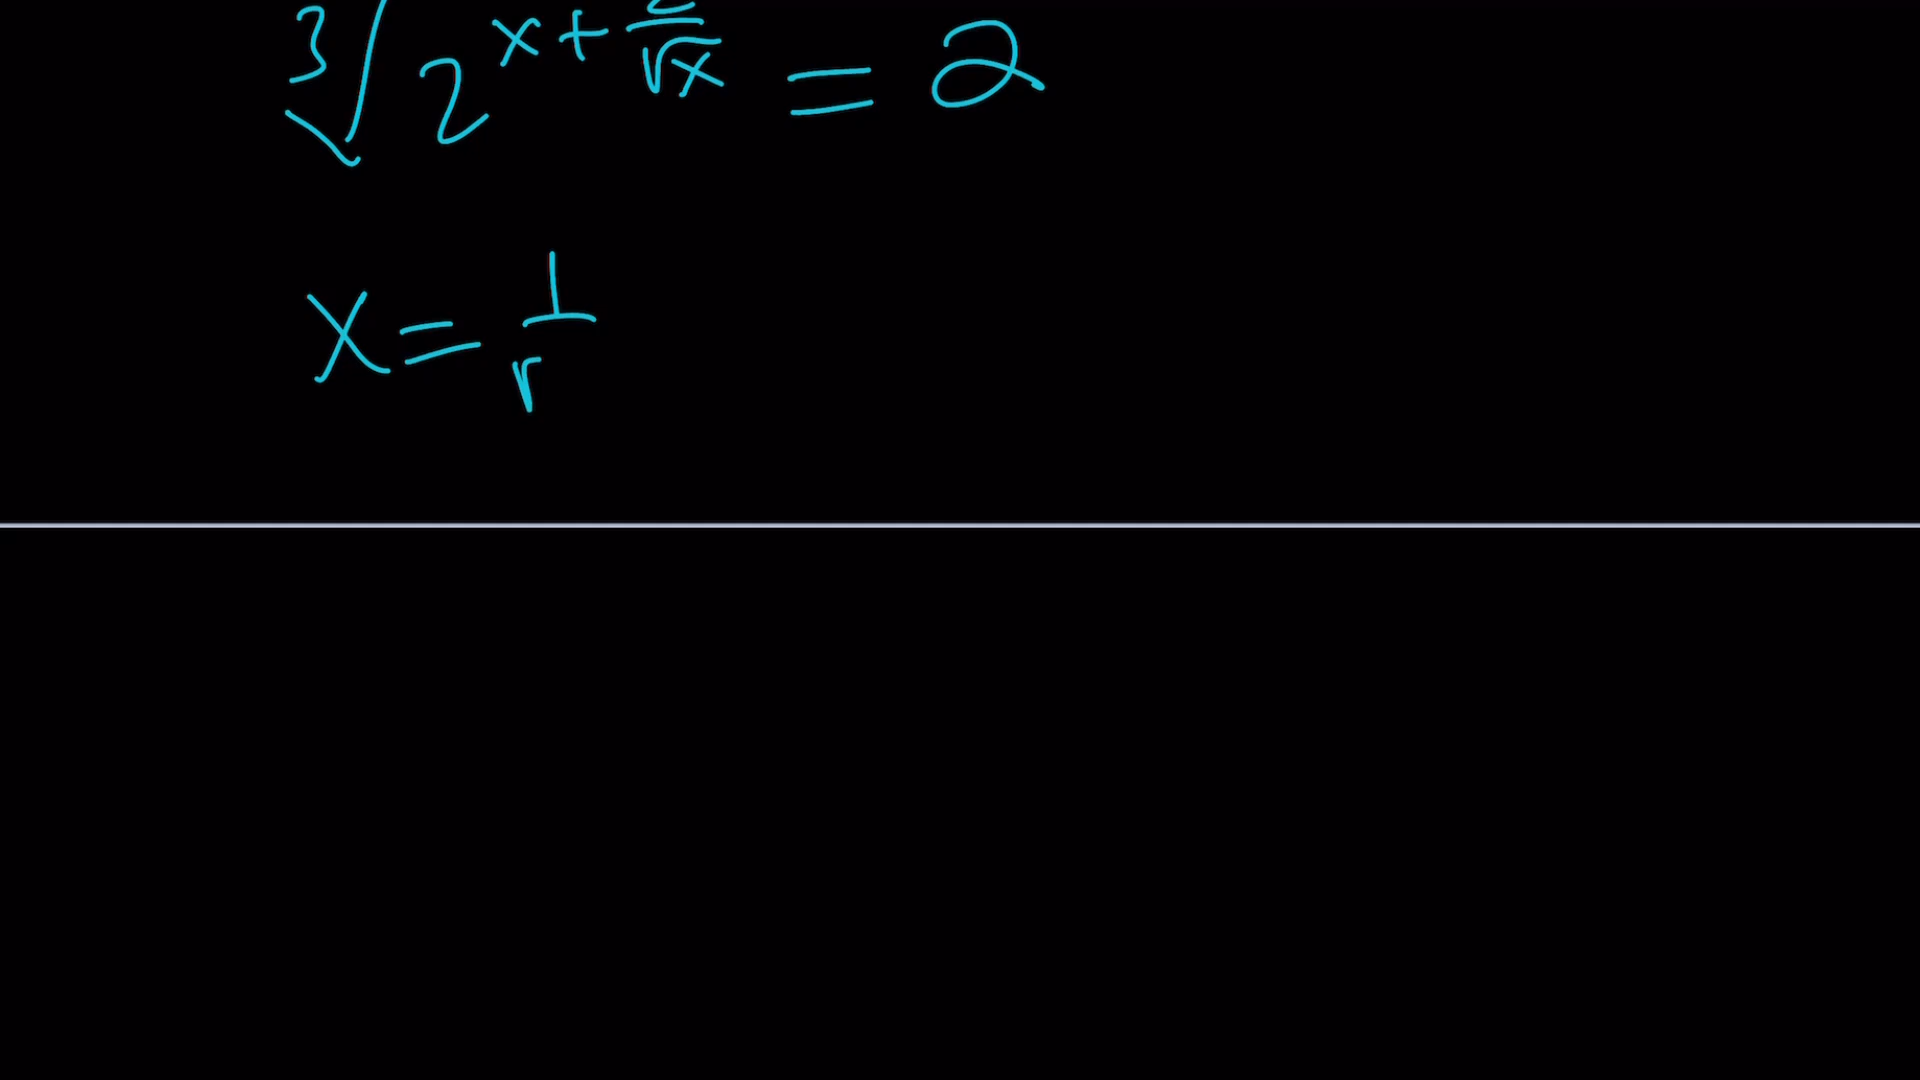 ∛2^(x+2/√x) = 2
x = 1/r